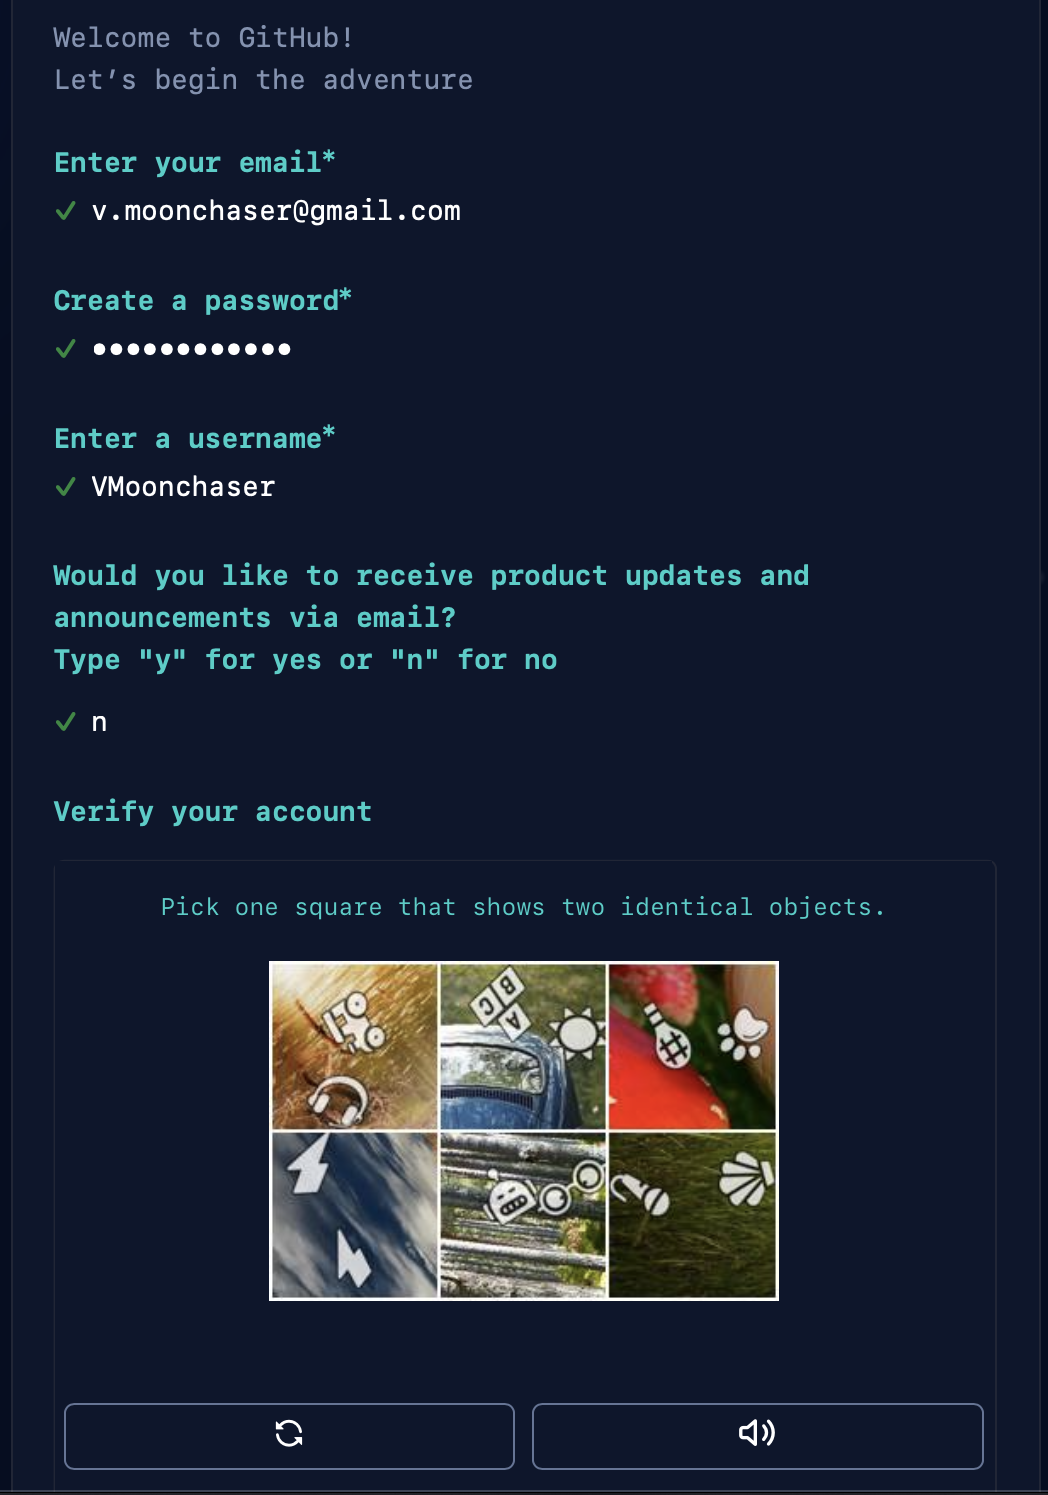 Welcome to GitHub!
Let’s begin the adventure
Enter your email*
v.moonchaser@gmail.com
Create a password*
••••••••••••
Enter a username*
VMoonchaser
Would you like to receive product updates and
announcements via email?
Type "y" for yes or "n" for no
n
Verify your account
Pick one square that shows two identical objects.
B
C
A